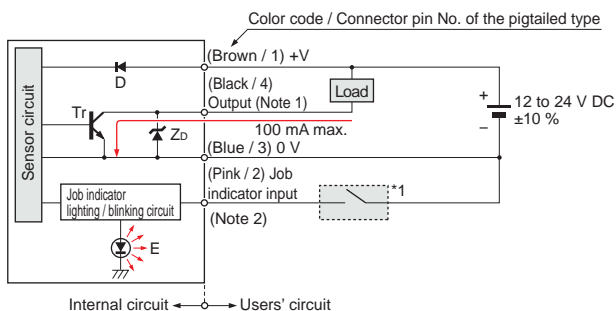 Color code / Connector pin No. of the pigtailed type
(Brown / 1) +V
D
(Black / 4)
Output (Note 1)
Load
Tr
ZD
100 mA max.
+
−
12 to 24 V DC
±10 %
Sensor circuit
(Blue / 3) 0 V
(Pink / 2) Job
indicator input
*1
Job indicator
lighting / blinking circuit
(Note 2)
E
Internal circuit
Users' circuit